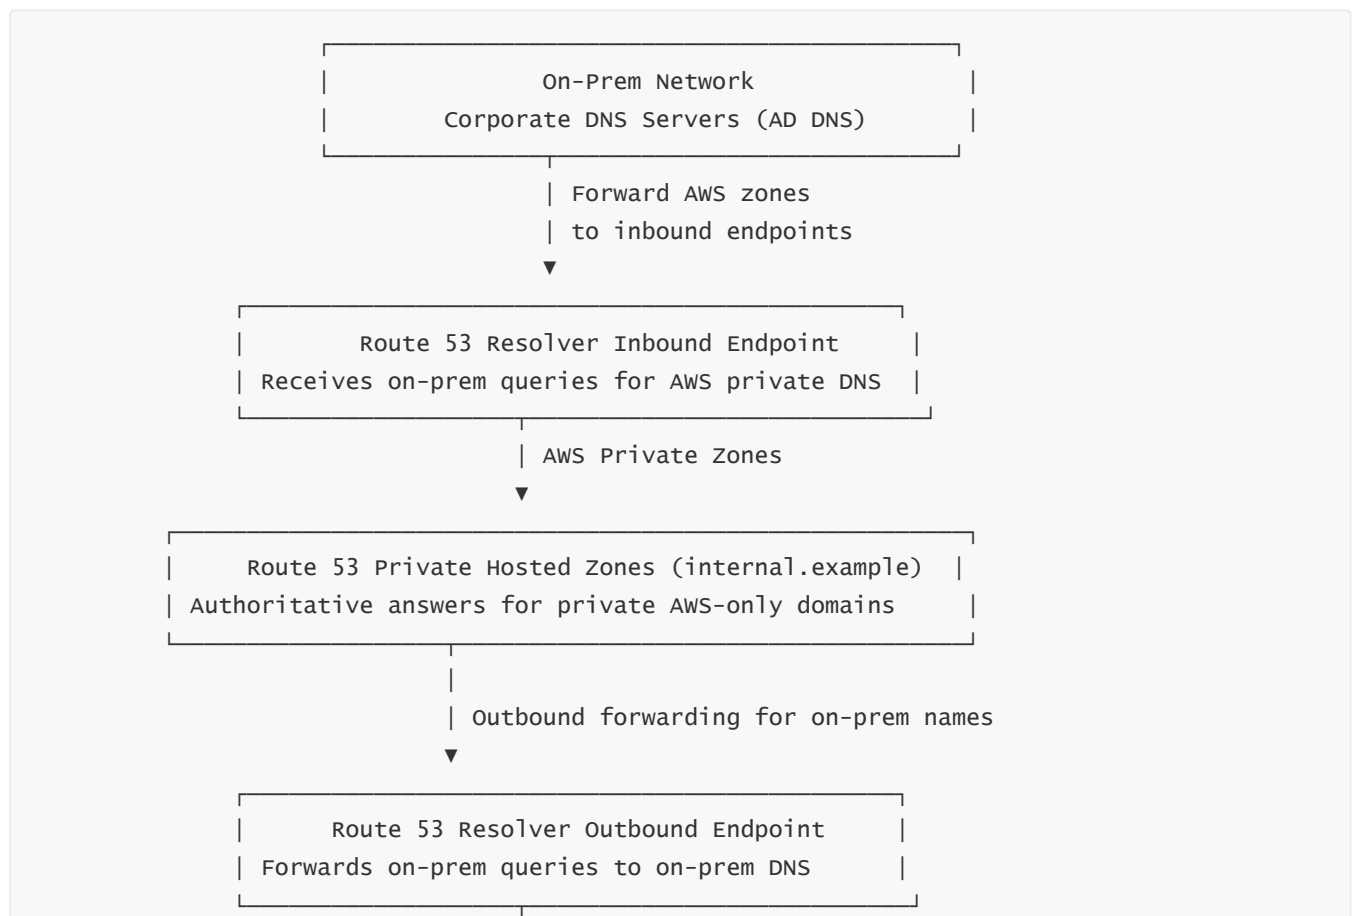 On-Prem Network
Corporate DNS Servers (AD DNS)
Forward AWS zones
to inbound endpoints
Route 53 Resolver Inbound Endpoint
Receives on-prem queries for AWS private DNS
AWS Private Zones
Route 53 Private Hosted Zones (internal.example)
Authoritative answers for private AWS-only domains
Outbound forwarding for on-prem names
Route 53 Resolver Outbound Endpoint
Forwards on-prem queries to on-prem DNS